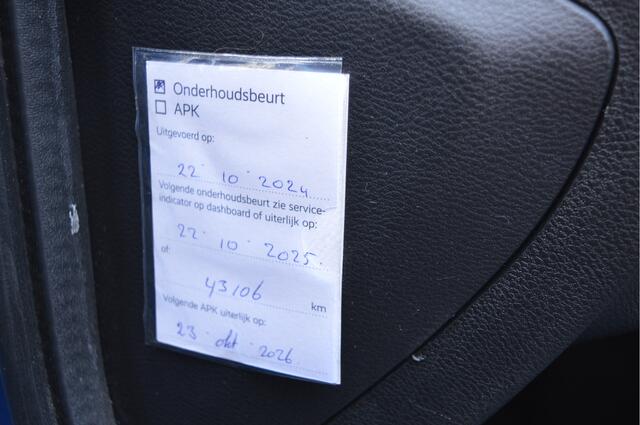 Onderhoudsbeurt
APK
Uitgevoerd op:
22 10 2024
Volgende onderhoudsbeurt zie service-
indicator op dashboard of uiterlijk op:
22 10 2025
of:
43106 km
Volgende APK uiterlijk op:
23 okt 2026